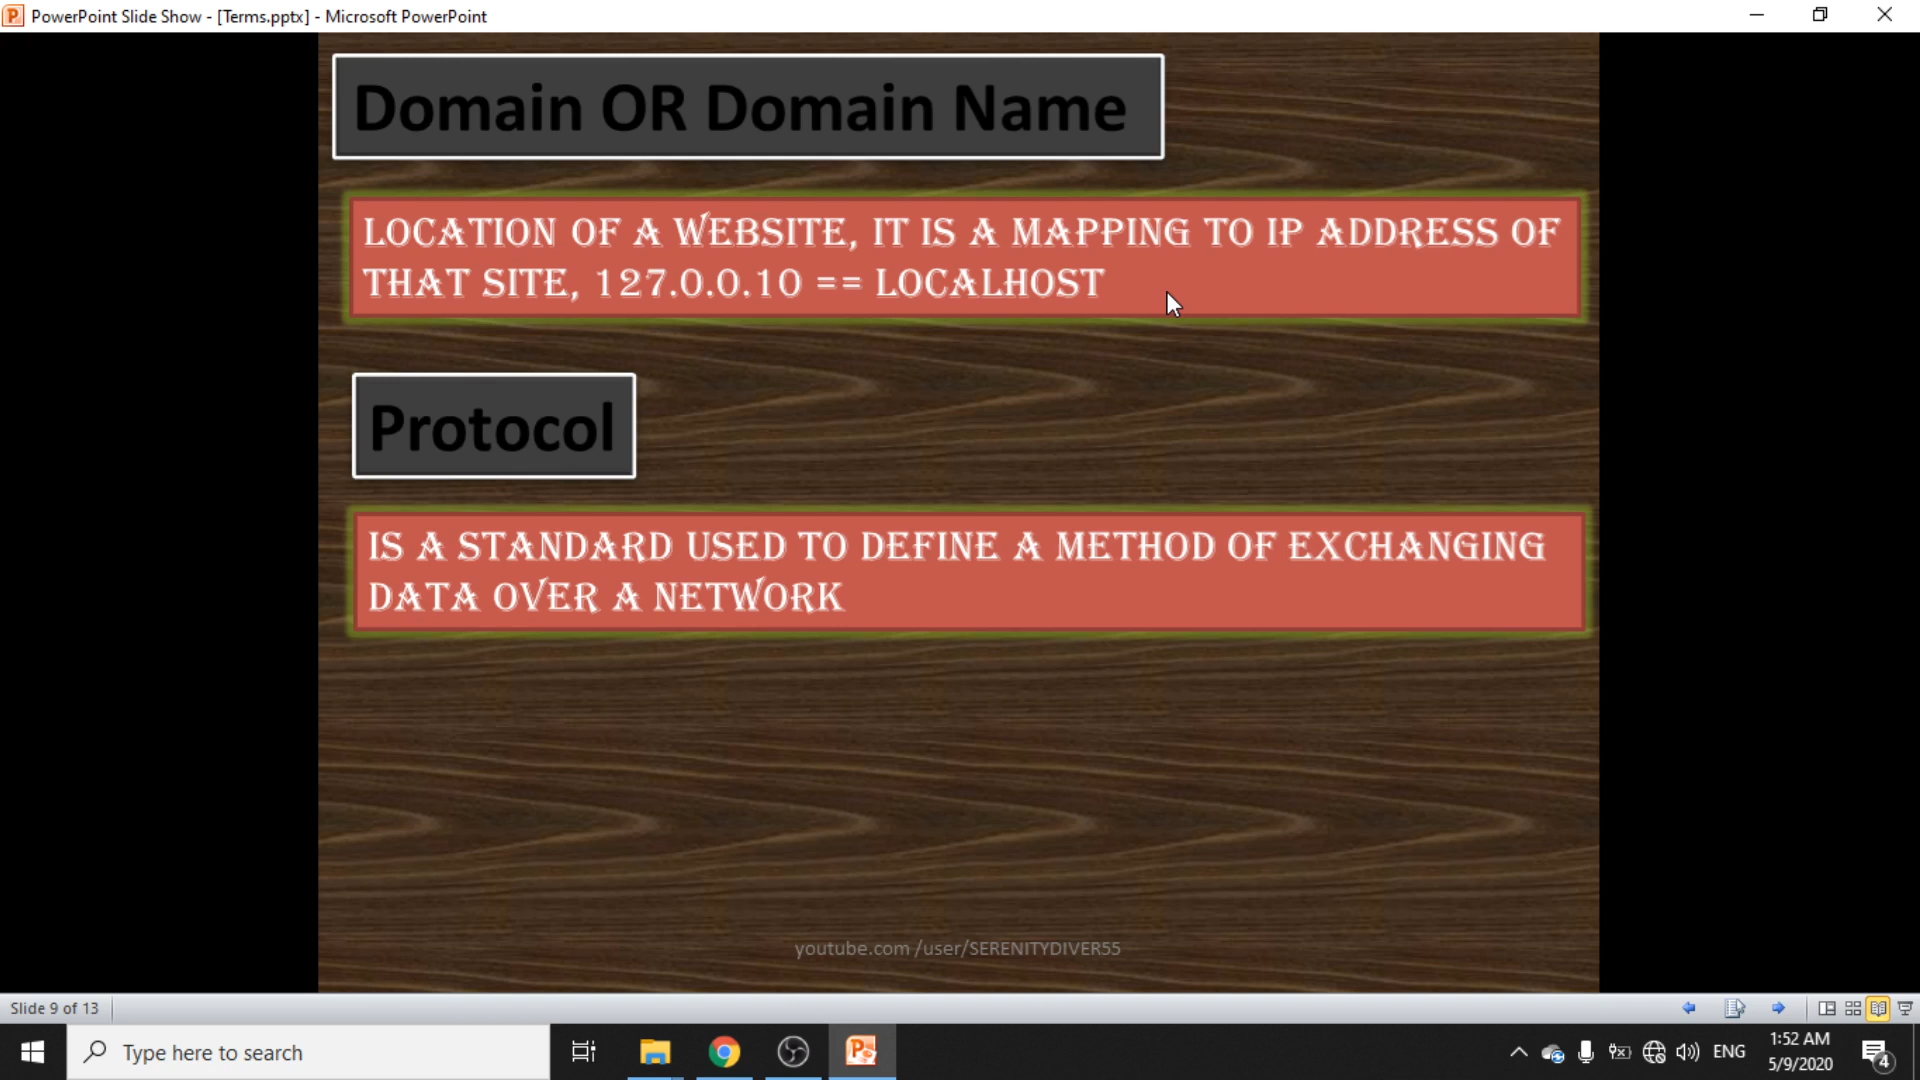 PowerPoint Slide Show - [Terms.pptx] - Microsoft PowerPoint
Domain OR Domain Name
LOCATION OF A WEBSITE, IT IS A MAPPING TO IP ADDRESS OF
THAT SITE, 127.0.0.10 == LOCALHOST
Protocol
IS A STANDARD USED TO DEFINE A METHOD OF EXCHANGING
DATA OVER A NETWORK
youtube.com /user/SERENITYDIVER55
Slide 9 of 13
Type here to search
ENG
1:52 AM
5/9/2020
4